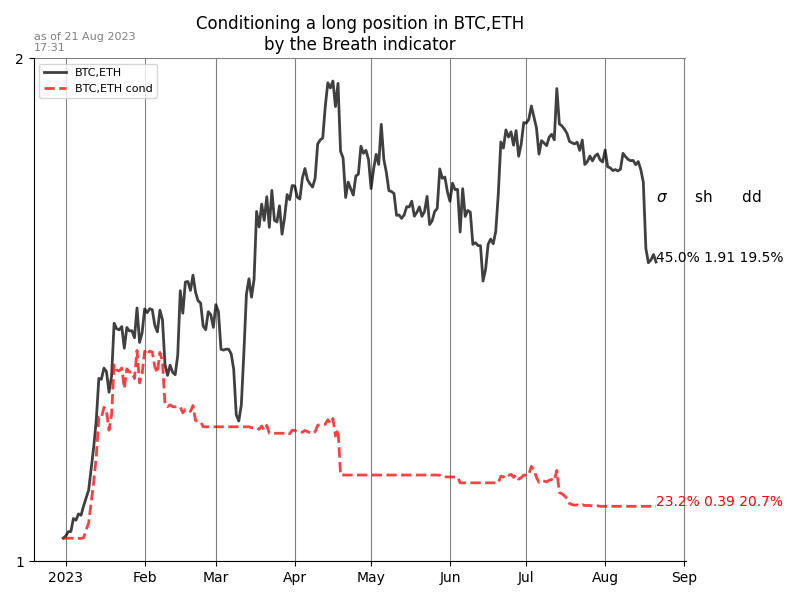 Conditioning a long position in BTC,ETH
by the Breath indicator
as of 21 Aug 2023
17:31
2
BTC,ETH
BTC,ETH cond
σ sh dd
45.0% 1.91 19.5%
23.2% 0.39 20.7%
1
2023 Feb Mar Apr May Jun Jul Aug Sep